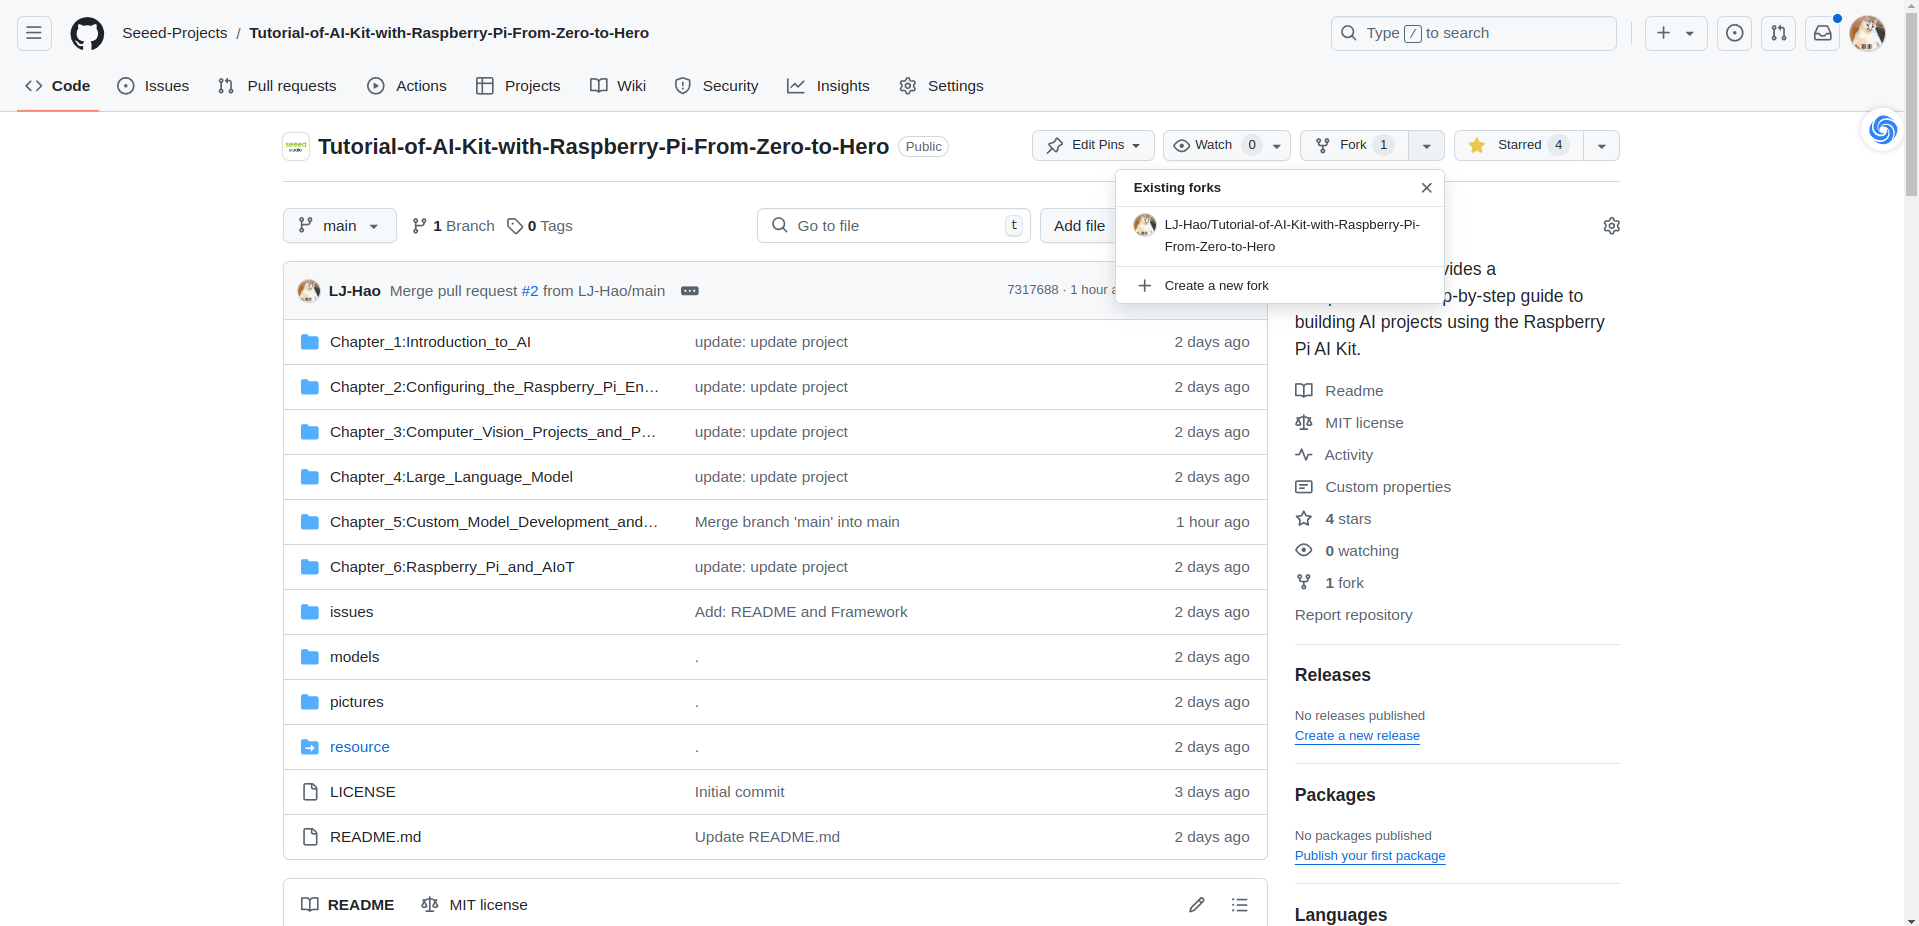 Seeed-Projects / Tutorial-of-AI-Kit-with-Raspberry-Pi-From-Zero-to-Hero
Type / to search
Code Issues Pull requests Actions Projects Wiki Security Insights Settings
seeed studio Tutorial-of-AI-Kit-with-Raspberry-Pi-From-Zero-to-Hero Public
Edit Pins Watch 0 Fork 1 Starred 4
Existing forks
LJ-Hao/Tutorial-of-AI-Kit-with-Raspberry-Pi-
From-Zero-to-Hero
Create a new fork
main 1 Branch 0 Tags Go to file t Add file
LJ-Hao Merge pull request #2 from LJ-Hao/main 7317688 · 1 hour
Chapter_1:Introduction_to_AI update: update project 2 days ago
Chapter_2:Configuring_the_Raspberry_Pi_En... update: update project 2 days ago
Chapter_3:Computer_Vision_Projects_and_P... update: update project 2 days ago
Chapter_4:Large_Language_Model update: update project 2 days ago
Chapter_5:Custom_Model_Development_and... Merge branch 'main' into main 1 hour ago
Chapter_6:Raspberry_Pi_and_AIoT update: update project 2 days ago
issues Add: README and Framework 2 days ago
models . 2 days ago
pictures . 2 days ago
resource . 2 days ago
LICENSE Initial commit 3 days ago
README.md Update README.md 2 days ago
README MIT license
vides a
p-by-step guide to
building AI projects using the Raspberry
Pi AI Kit.
Readme
MIT license
Activity
Custom properties
4 stars
0 watching
1 fork
Report repository
Releases
No releases published
Create a new release
Packages
No packages published
Publish your first package
Languages